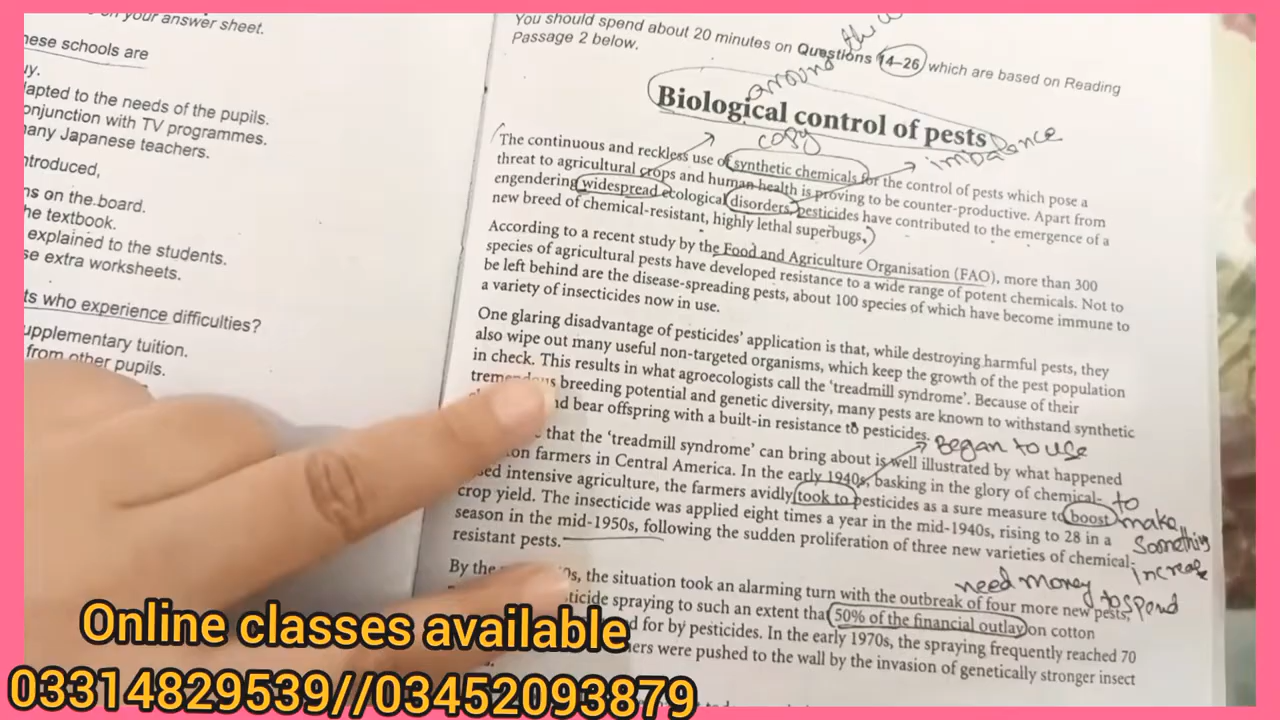 on your answer sheet.
hese schools are
uy.
lapted to the needs of the pupils.
onjunction with TV programmes.
many Japanese teachers.
ntroduced,
ns on the board.
he textbook.
explained to the students.
se extra worksheets.
ts who experience difficulties?
upplementary tuition.
from other pupils.
You should spend about 20 minutes on Questions 14–26 which are based on Reading
Passage 2 below.
around the
Biological control of pests
copy
imbalance
The continuous and reckless use of synthetic chemicals for the control of pests which pose a
threat to agricultural crops and human health is proving to be counter-productive. Apart from
engendering widespread ecological disorders, pesticides have contributed to the emergence of a
new breed of chemical-resistant, highly lethal superbugs.
According to a recent study by the Food and Agriculture Organisation (FAO), more than 300
species of agricultural pests have developed resistance to a wide range of potent chemicals. Not to
be left behind are the disease-spreading pests, about 100 species of which have become immune to
a variety of insecticides now in use.
One glaring disadvantage of pesticides' application is that, while destroying harmful pests, they
also wipe out many useful non-targeted organisms, which keep the growth of the pest population
in check. This results in what agroecologists call the 'treadmill syndrome'. Because of their
tremendous breeding potential and genetic diversity, many pests are known to withstand synthetic
nd bear offspring with a built-in resistance to pesticides.
Began to use
that the 'treadmill syndrome' can bring about is well illustrated by what happened
on farmers in Central America. In the early 1940s, basking in the glory of chemical-
sed intensive agriculture, the farmers avidly took to pesticides as a sure measure to boost
crop yield. The insecticide was applied eight times a year in the mid-1940s, rising to 28 in a
season in the mid-1950s, following the sudden proliferation of three new varieties of chemical-
resistant pests.
to
make
Something
increase
need money to spend
By the 0s, the situation took an alarming turn with the outbreak of four more new pests,
ticide spraying to such an extent that 50% of the financial outlay on cotton
d for by pesticides. In the early 1970s, the spraying frequently reached 70
ers were pushed to the wall by the invasion of genetically stronger insect
s.
Online classes available
03314829539//03452093879